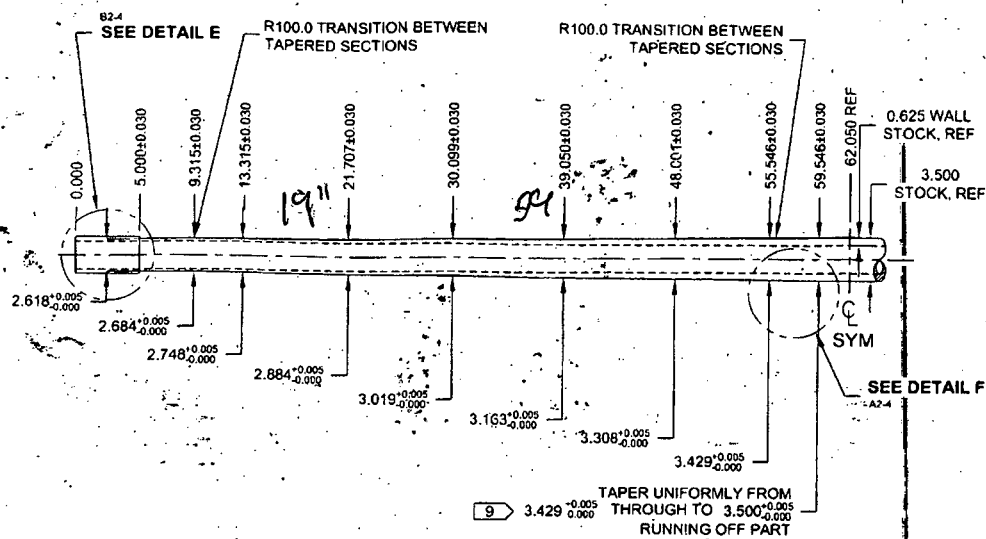 B2-4
SEE DETAIL E
R100.0 TRANSITION BETWEEN
TAPERED SECTIONS
R100.0 TRANSITION BETWEEN
TAPERED SECTIONS
0.000
5.000±0.030
9.315±0.030
13.315±0.030
21.707±0.030
30.099±0.030
39.050±0.030
48.001±0.030
55.546±0.030
59.546±0.030
62.050 REF
0.625 WALL
STOCK, REF
3.500
STOCK, REF
19"
2.618 +0.005 -0.000
2.684 +0.005 -0.000
2.748 +0.005 -0.000
2.884 +0.005 -0.000
3.019 +0.005 -0.000
3.163 +0.005 -0.000
3.308 +0.005 -0.000
3.429 +0.005 -0.000
CL
SYM
SEE DETAIL F
A2-4
9 3.429 +0.005 0.000
TAPER UNIFORMLY FROM
THROUGH TO 3.500 +0.005 -0.000
RUNNING OFF PART